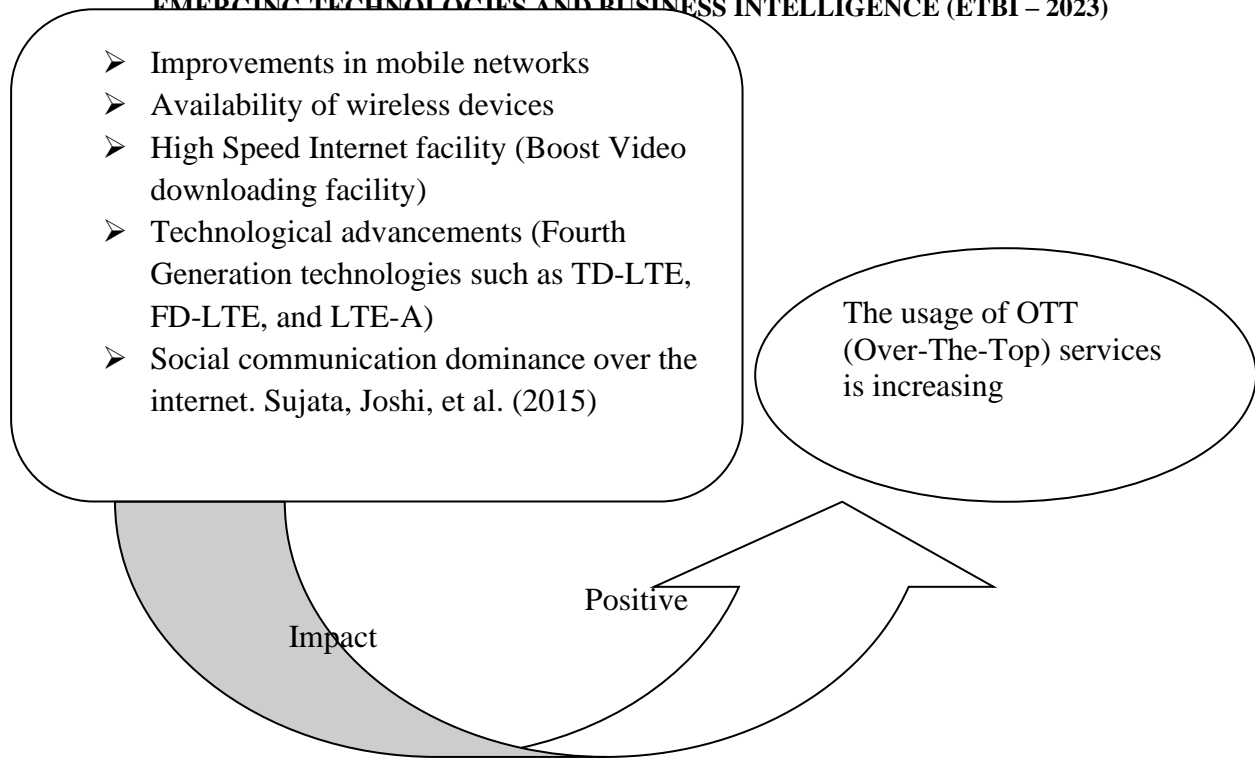 EMERGING TECHNOLOGIES AND BUSINESS INTELLIGENCE (ETBI – 2023)
➢ Improvements in mobile networks
➢ Availability of wireless devices
➢ High Speed Internet facility (Boost Video
downloading facility)
➢ Technological advancements (Fourth
Generation technologies such as TD-LTE,
FD-LTE, and LTE-A)
➢ Social communication dominance over the
internet. Sujata, Joshi, et al. (2015)
The usage of OTT
(Over-The-Top) services
is increasing
Positive
Impact